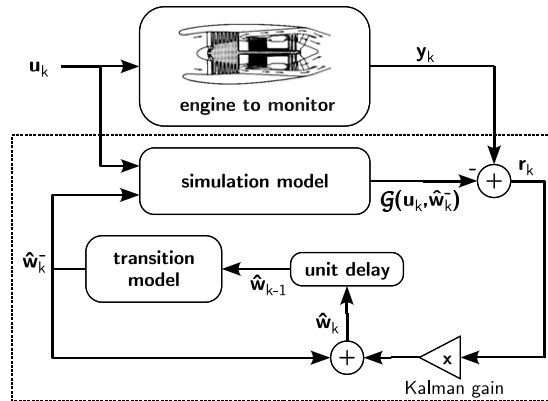 u_k
y_k
engine to monitor
simulation model
-
+
r_k
𝒢(u_k,ŵ_k^-)
ŵ_k^-
transition
model
unit delay
ŵ_k-1
ŵ_k
+
x
Kalman gain